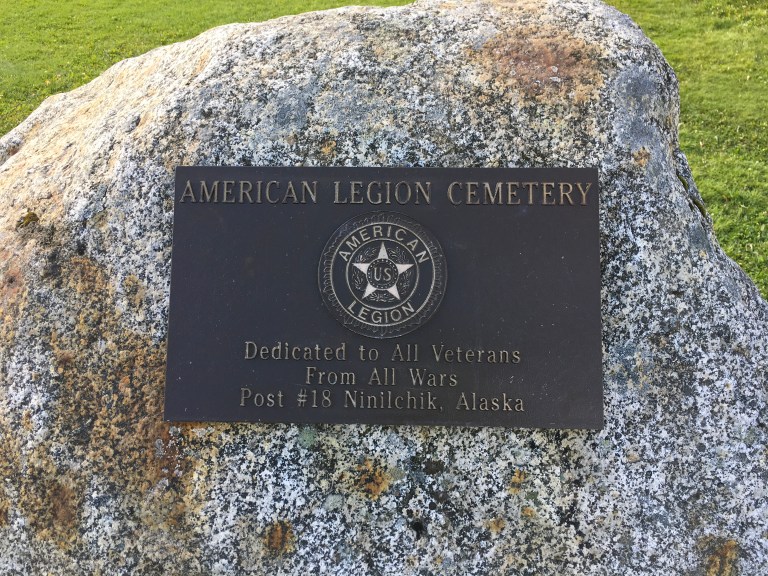 AMERICAN LEGION CEMETERY
AMERICAN
US
LEGION
Dedicated to All Veterans
From All Wars
Post #18 Ninilchik, Alaska